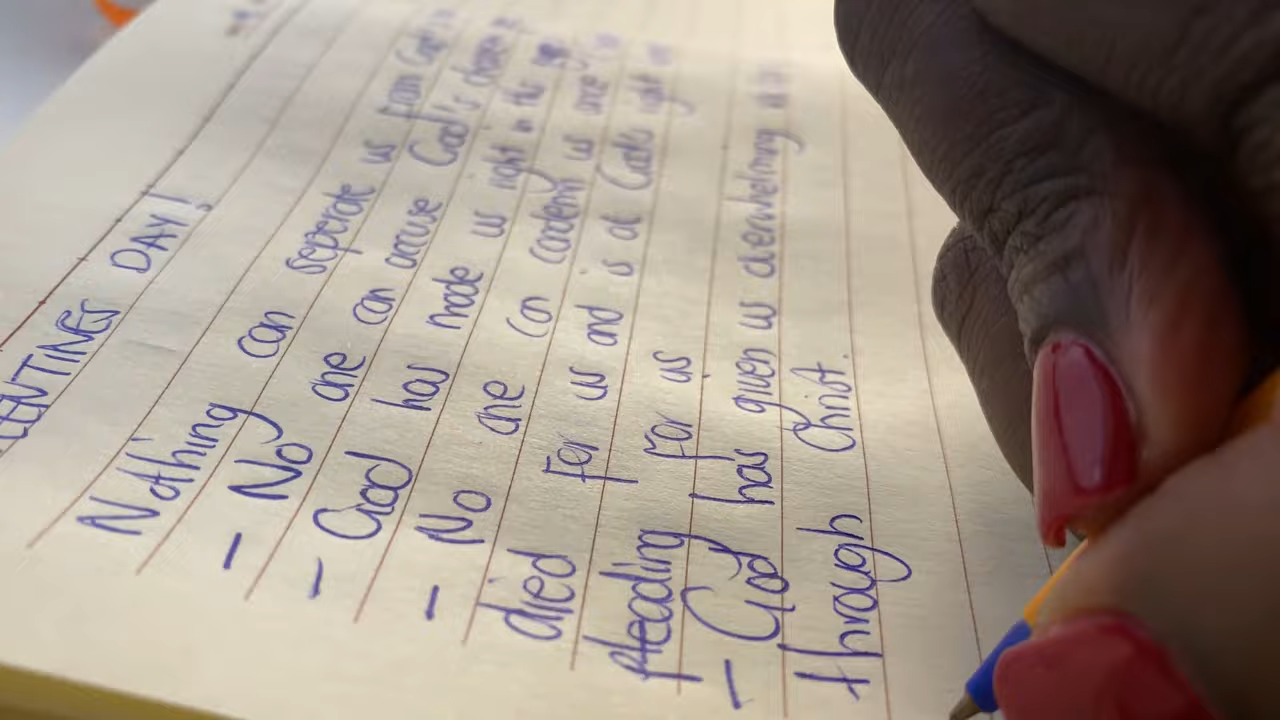 LENTINES DAY!
Nothing can seperate us from God's
- No one can accuse God's chosen
- God has made us right in his
- No one can condemn us
died for us and is at God's right
pleading for us
- God has given us overwhelming
through Christ.